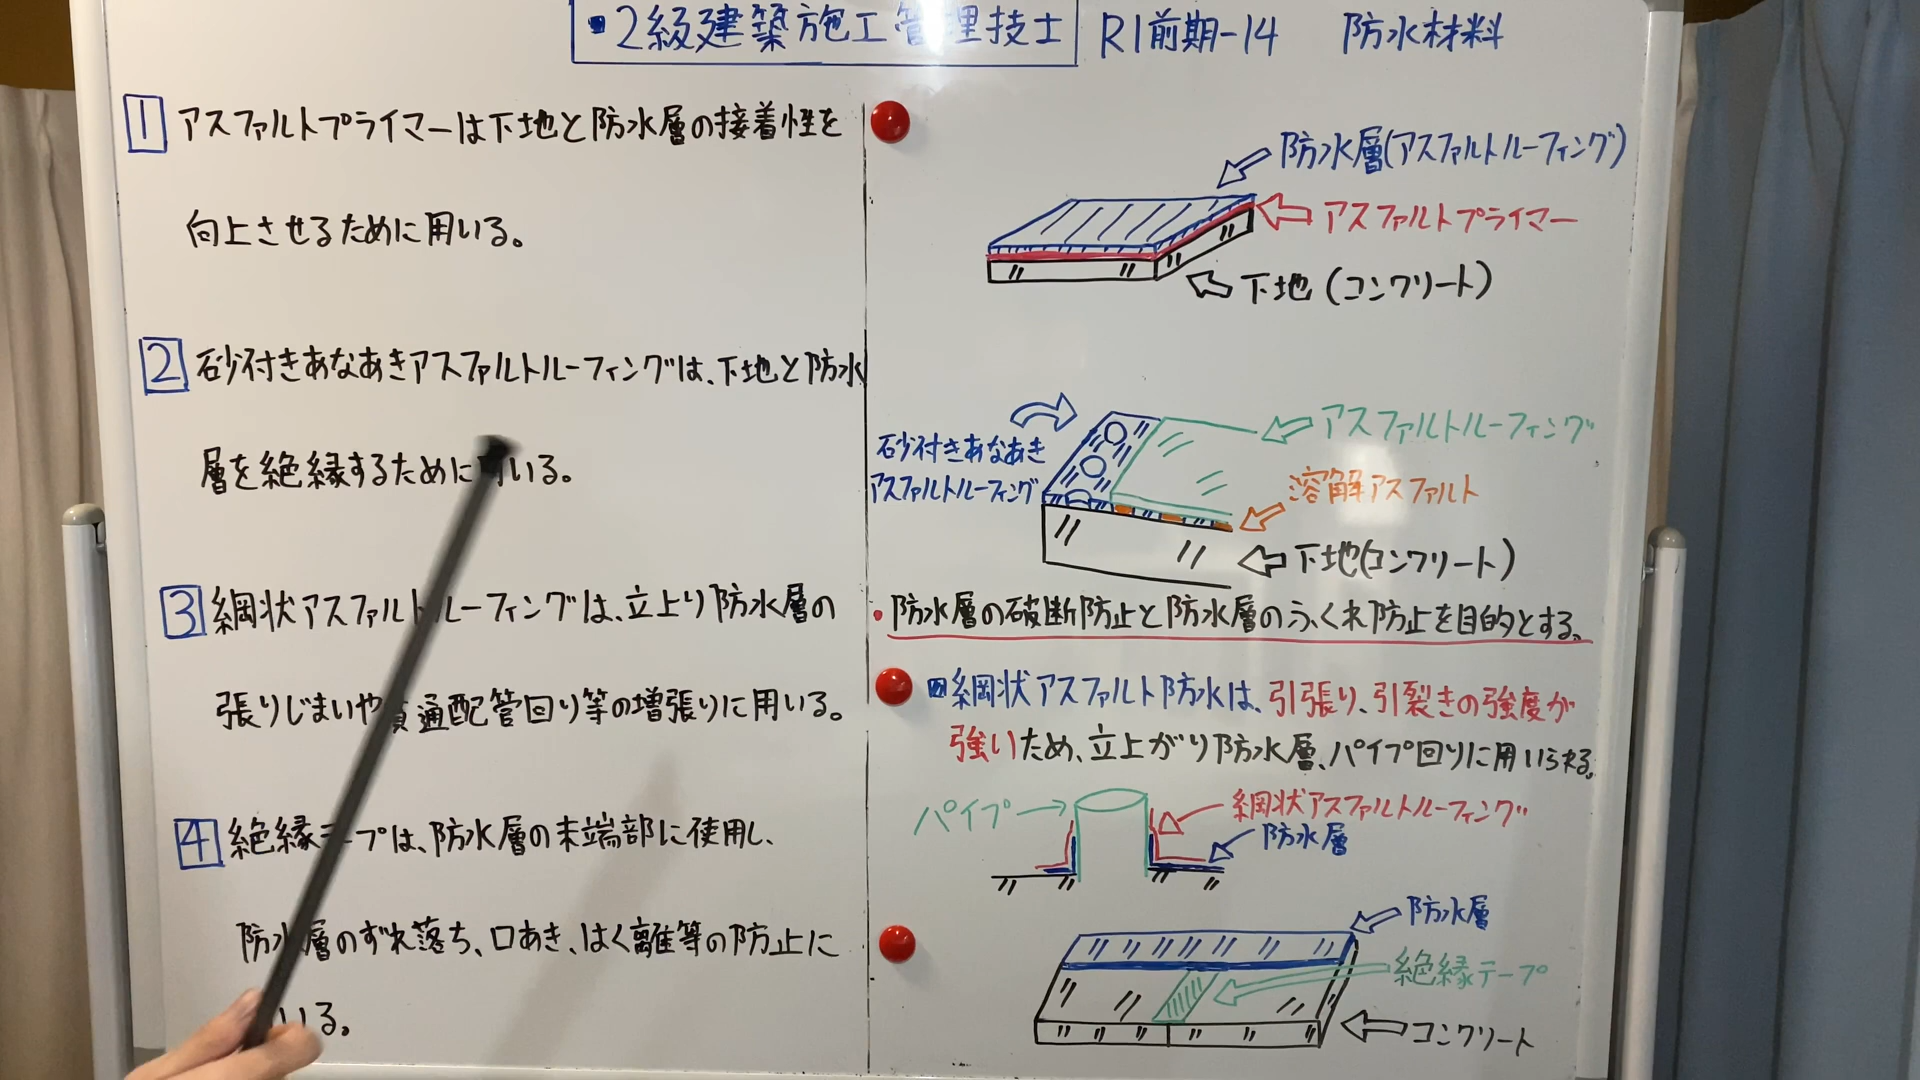 2級建築施工管理技士 R1前期-14 防水材料
1 アスファルトプライマーは下地と防水層の接着性を
向上させるために用いる。
2 砂付きあなあきアスファルトルーフィングは、下地と防水
層を絶縁するために いる。
3 網状アスファルトルーフィングは、立上り防水層の
張りじまいや 通配管回り等の増張りに用いる。
4 絶縁テープは、防水層の末端部に使用し、
防水層のずれ落ち、口あき、はく離等の防止に
いる。
防水層(アスファルトルーフィング)
アスファルトプライマー
下地(コンクリート)
砂付きあなあき
アスファルトルーフィング
アスファルトルーフィング
溶解アスファルト
下地(コンクリート)
・防水層の破断防止と防水層のふくれ防止を目的とする。
網状アスファルト防水は、引張り、引裂きの強度が
強いため、立上がり防水層、パイプ回りに用いられる。
パイプ
網状アスファルトルーフィング
防水層
防水層
絶縁テープ
コンクリート